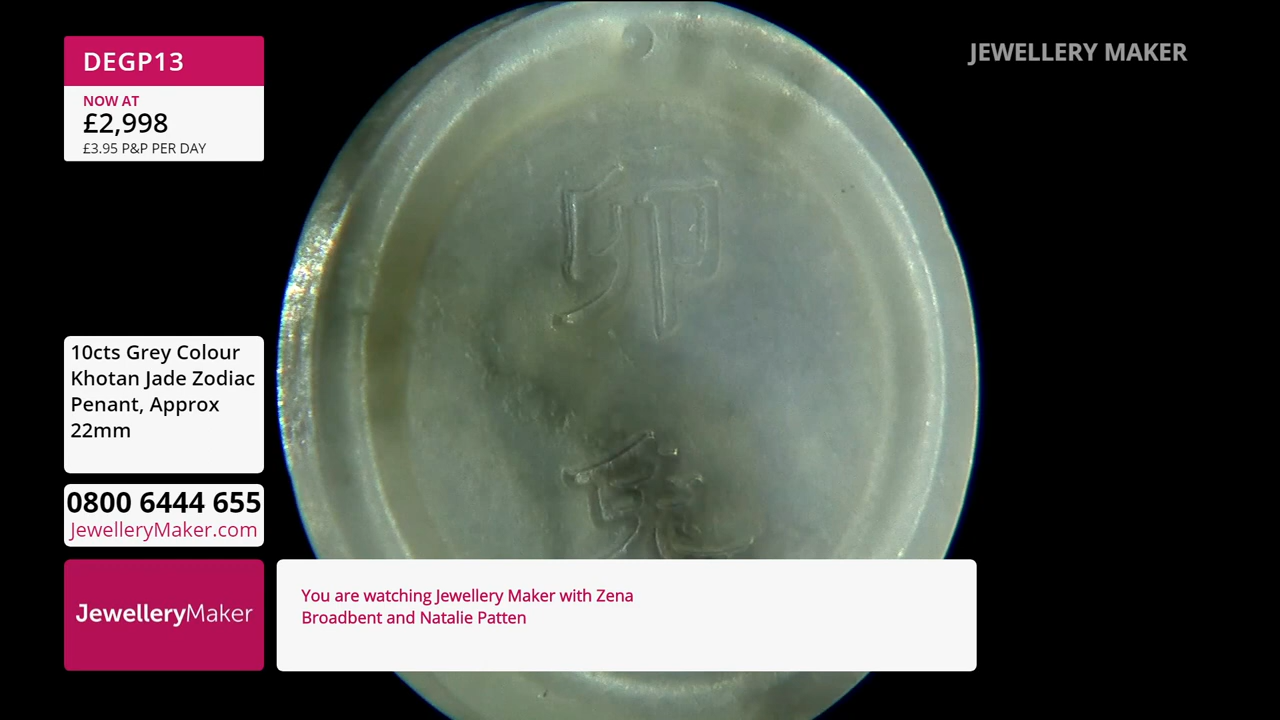 DEGP13
NOW AT
£2,998
£3.95 P&P PER DAY
JEWELLERY MAKER
卯
兔
10cts Grey Colour
Khotan Jade Zodiac
Penant, Approx
22mm
0800 6444 655
JewelleryMaker.com
JewelleryMaker
You are watching Jewellery Maker with Zena
Broadbent and Natalie Patten